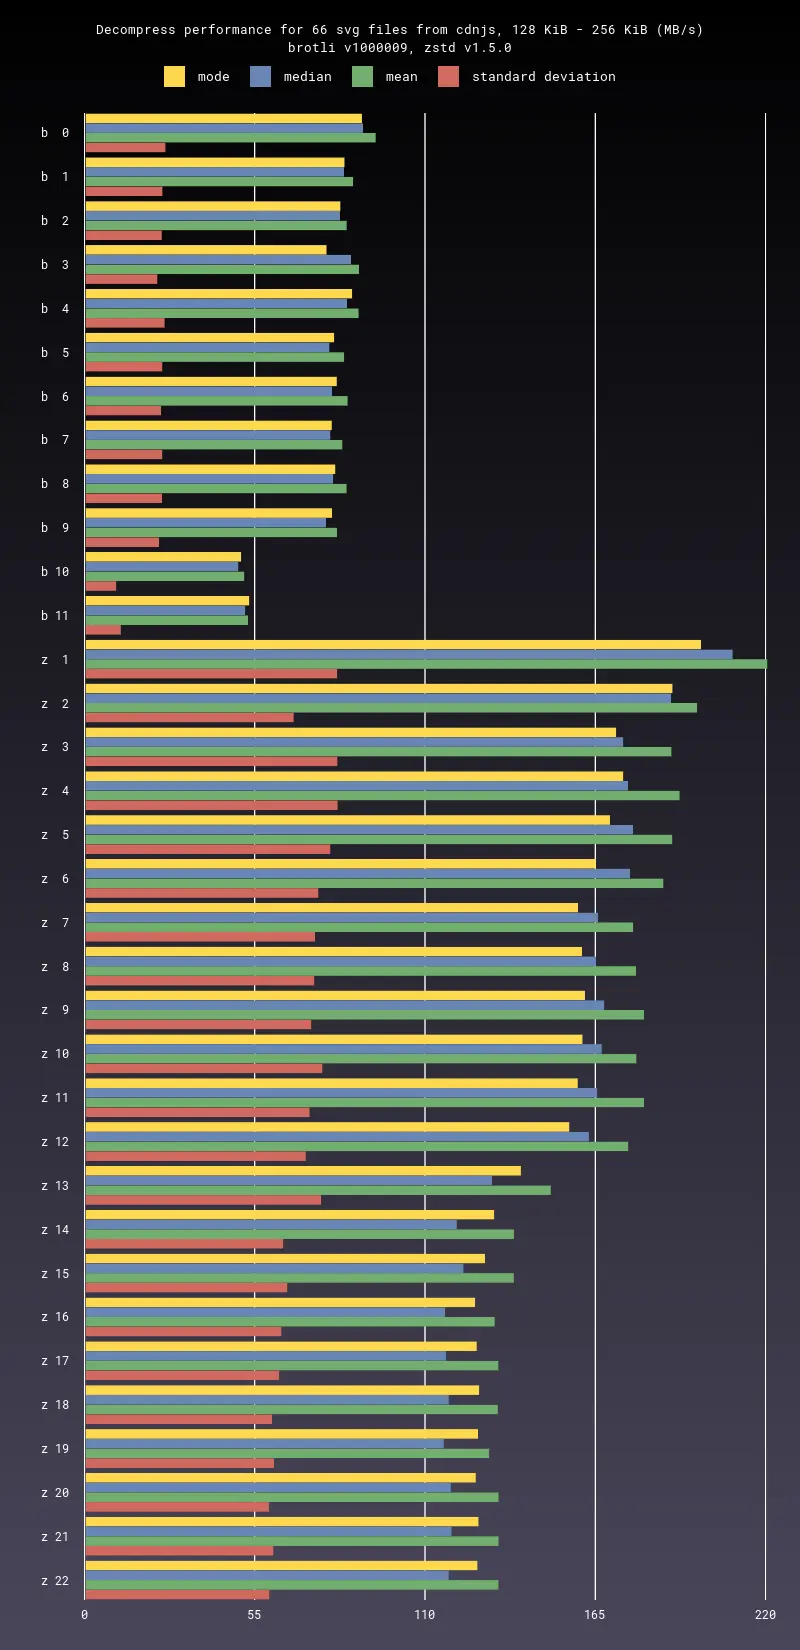 Decompress performance for 66 svg files from cdnjs, 128 KiB - 256 KiB (MB/s)
brotli v1000009, zstd v1.5.0
mode median mean standard deviation
b 0
b 1
b 2
b 3
b 4
b 5
b 6
b 7
b 8
b 9
b 10
b 11
z 1
z 2
z 3
z 4
z 5
z 6
z 7
z 8
z 9
z 10
z 11
z 12
z 13
z 14
z 15
z 16
z 17
z 18
z 19
z 20
z 21
z 22
0 55 110 165 220